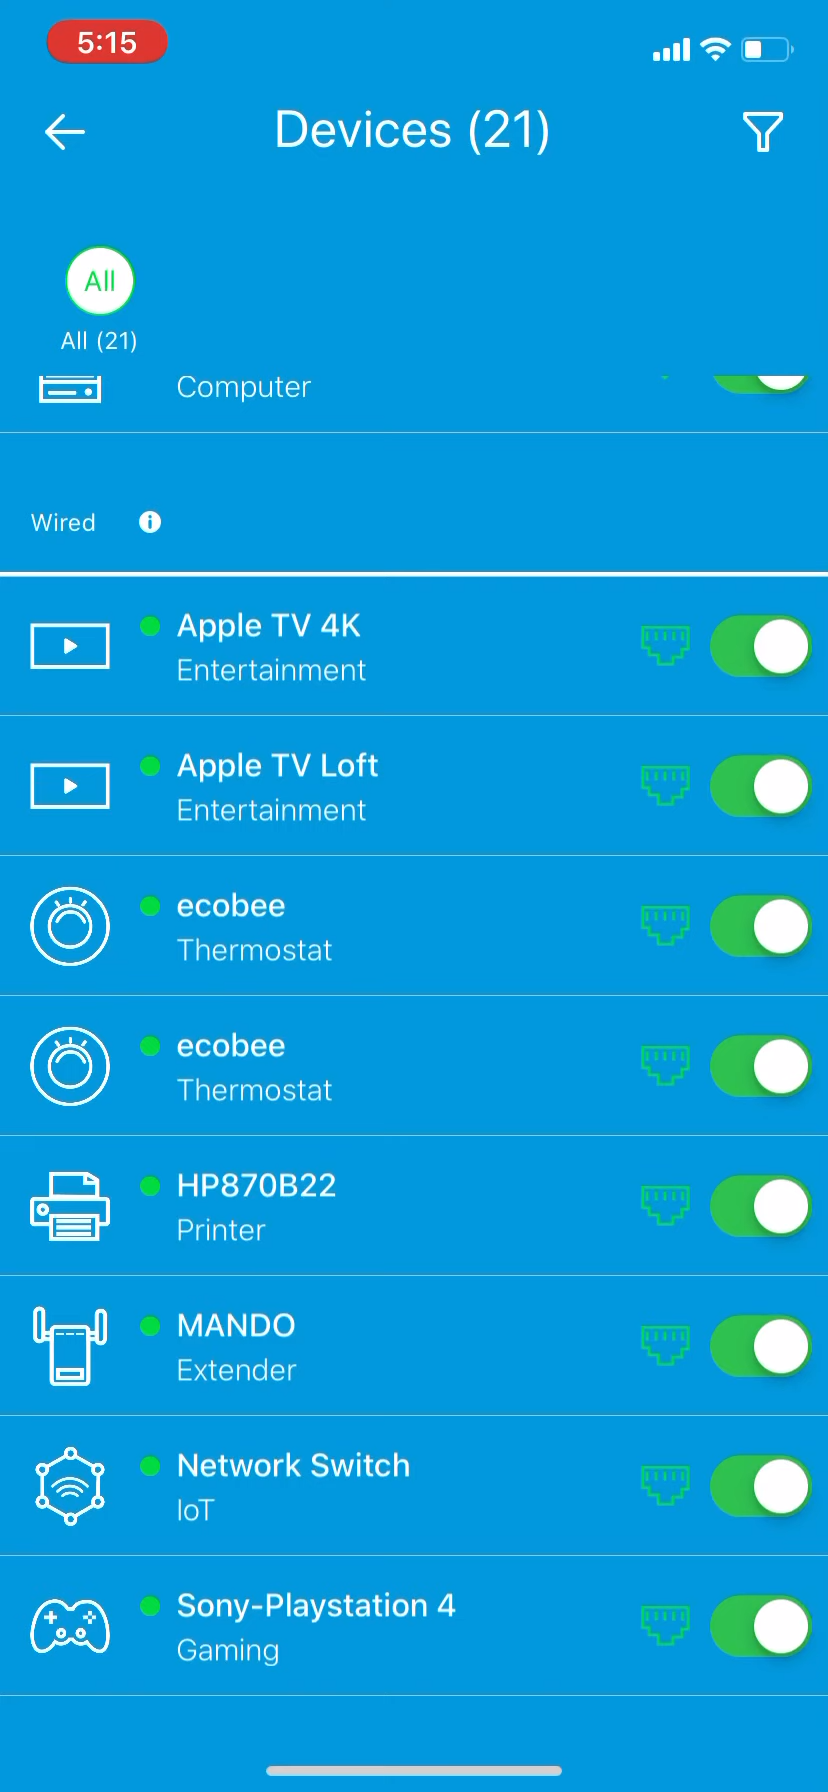 5:15
Devices (21)
All
All (21)
Computer
Wired
Apple TV 4K
Entertainment
Apple TV Loft
Entertainment
ecobee
Thermostat
ecobee
Thermostat
HP870B22
Printer
MANDO
Extender
Network Switch
IoT
Sony-Playstation 4
Gaming